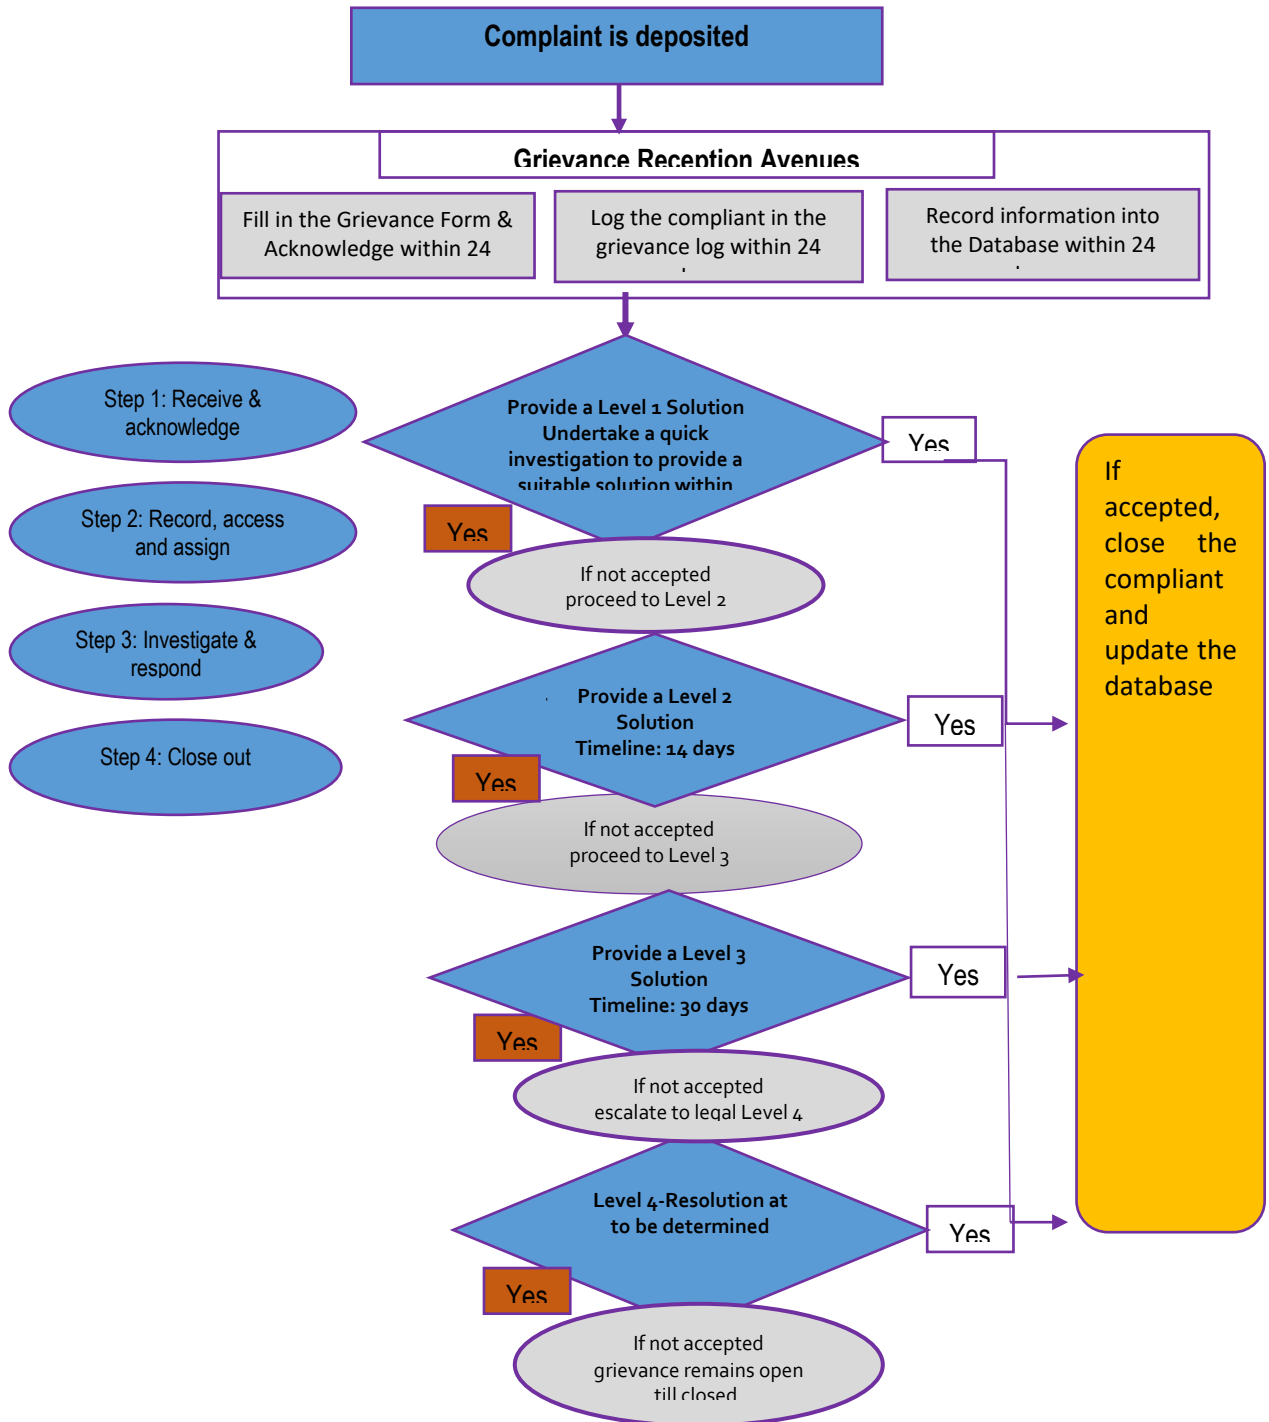 Complaint is deposited
Grievance Reception Avenues
Fill in the Grievance Form &
Acknowledge within 24
Log the compliant in the
grievance log within 24
Record information into
the Database within 24
Step 1: Receive &
acknowledge
Step 2: Record, access
and assign
Step 3: Investigate &
respond
Step 4: Close out
Provide a Level 1 Solution
Undertake a quick
investigation to provide a
suitable solution within
Yes
Yes
If not accepted
proceed to Level 2
Provide a Level 2
Solution
Timeline: 14 days
Yes
Yes
If not accepted
proceed to Level 3
Provide a Level 3
Solution
Timeline: 30 days
Yes
Yes
If not accepted
escalate to legal Level 4
Level 4-Resolution at
to be determined
Yes
Yes
If not accepted
grievance remains open
till closed
If
accepted,
close the
compliant
and
update the
database